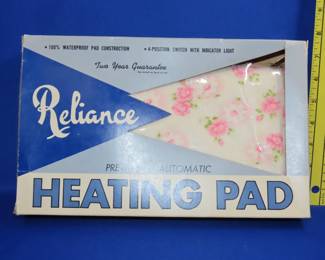 • 100% WATERPROOF PAD CONSTRUCTION • 4-POSITION SWITCH WITH INDICATOR LIGHT
Two Year Guarantee
Reliance
AUTOMATIC
HEATING PAD